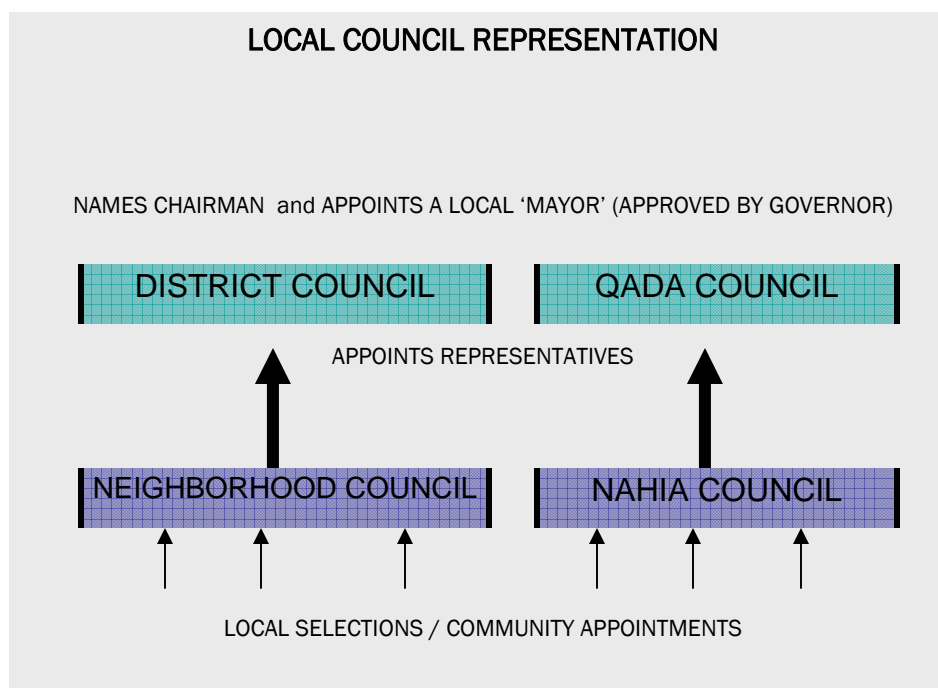 LOCAL COUNCIL REPRESENTATION
NAMES CHAIRMAN and APPOINTS A LOCAL ‘MAYOR’ (APPROVED BY GOVERNOR)
DISTRICT COUNCIL
QADA COUNCIL
APPOINTS REPRESENTATIVES
NEIGHBORHOOD COUNCIL
NAHIA COUNCIL
LOCAL SELECTIONS / COMMUNITY APPOINTMENTS